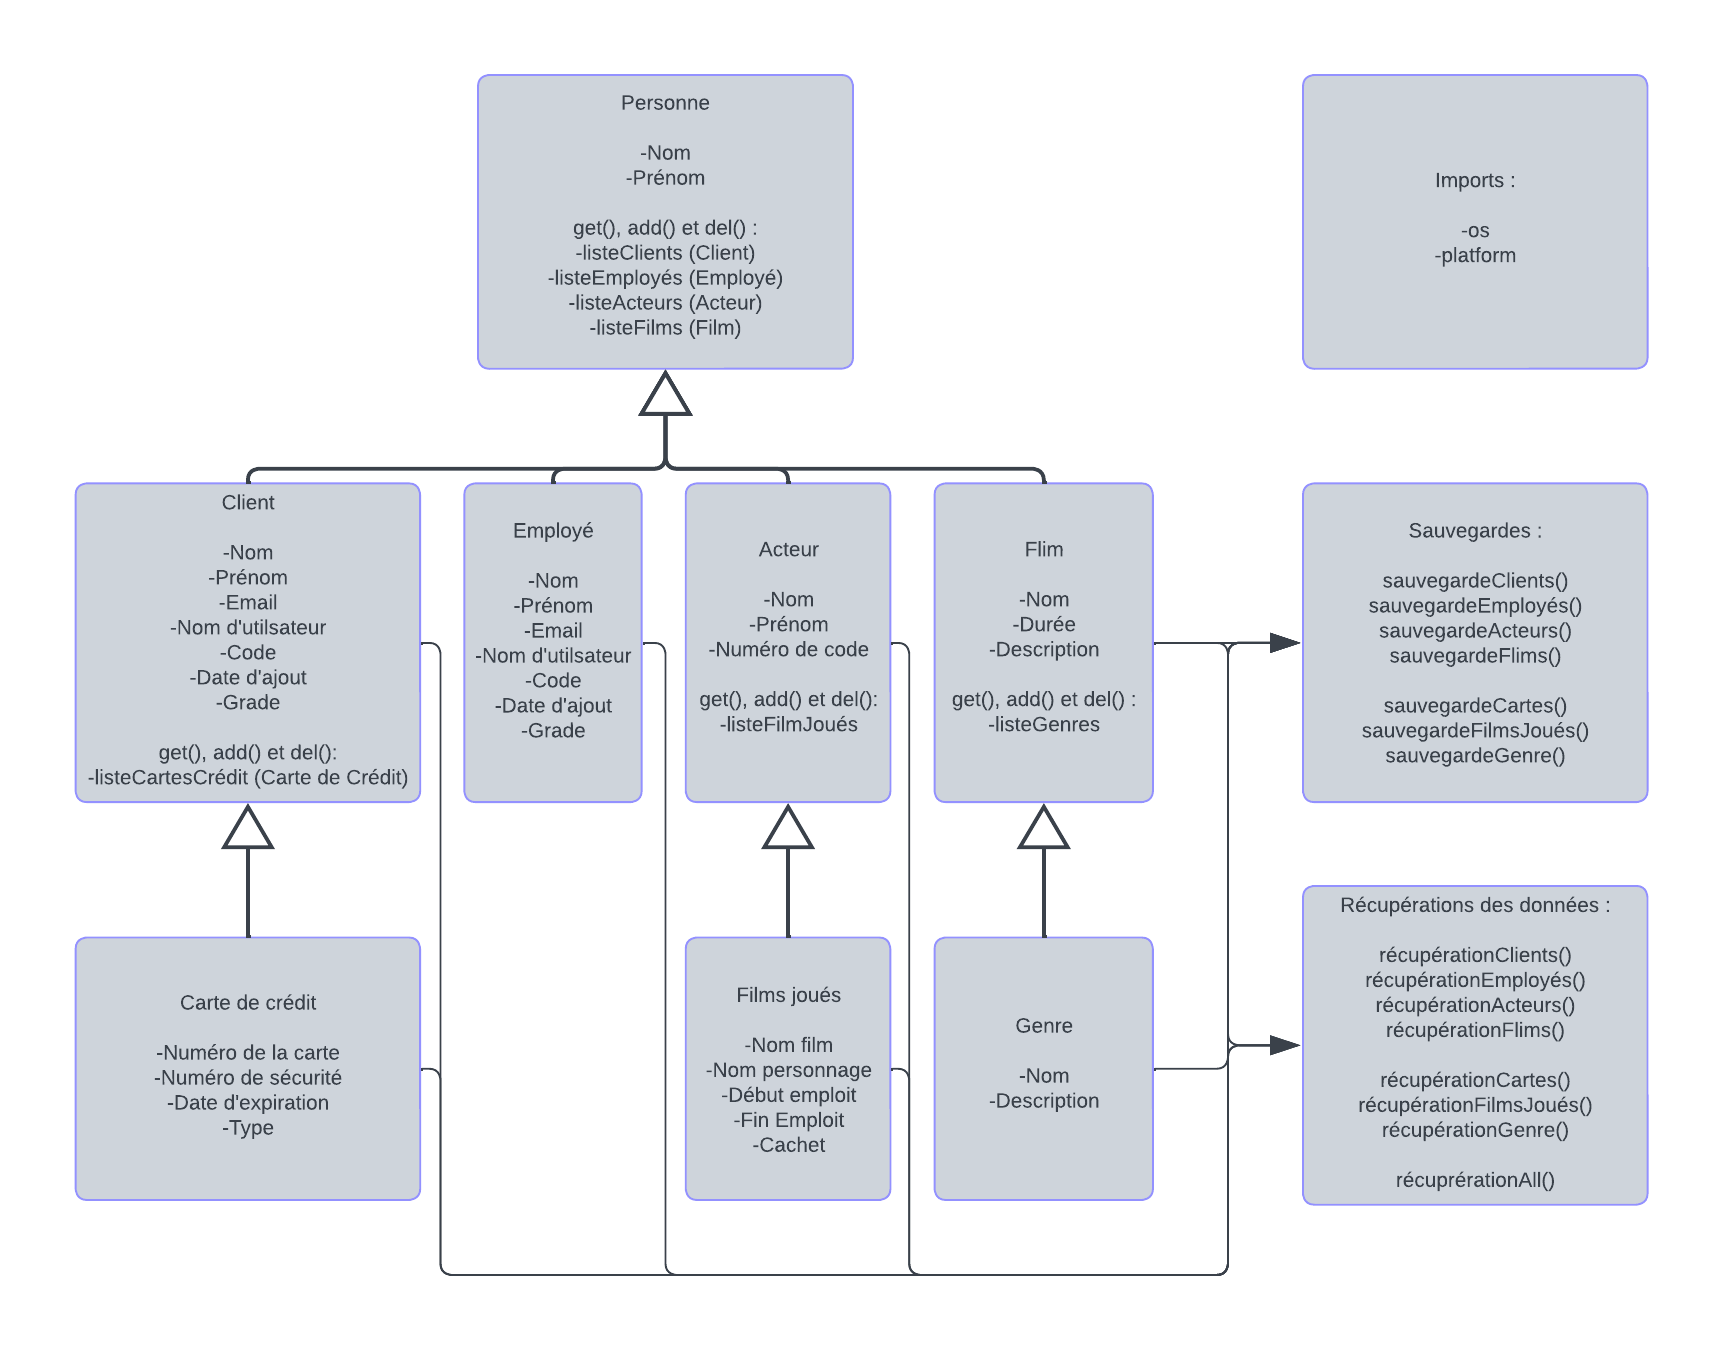 Personne
-Nom
-Prénom
get(), add() et del() :
-listeClients (Client)
-listeEmployés (Employé)
-listeActeurs (Acteur)
-listeFilms (Film)
Imports :
-os
-platform
Client
-Nom
-Prénom
-Email
-Nom d'utilsateur
-Code
-Date d'ajout
-Grade
get(), add() et del():
-listeCartesCrédit (Carte de Crédit)
Employé
-Nom
-Prénom
-Email
-Nom d'utilsateur
-Code
-Date d'ajout
-Grade
Acteur
-Nom
-Prénom
-Numéro de code
get(), add() et del():
-listeFilmJoués
Flim
-Nom
-Durée
-Description
get(), add() et del() :
-listeGenres
Sauvegardes :
sauvegardeClients()
sauvegardeEmployés()
sauvegardeActeurs()
sauvegardeFlims()
sauvegardeCartes()
sauvegardeFilmsJoués()
sauvegardeGenre()
Carte de crédit
-Numéro de la carte
-Numéro de sécurité
-Date d'expiration
-Type
Films joués
-Nom film
-Nom personnage
-Début emploit
-Fin Emploit
-Cachet
Genre
-Nom
-Description
Récupérations des données :
récupérationClients()
récupérationEmployés()
récupérationActeurs()
récupérationFlims()
récupérationCartes()
récupérationFilmsJoués()
récupérationGenre()
récuprérationAll()